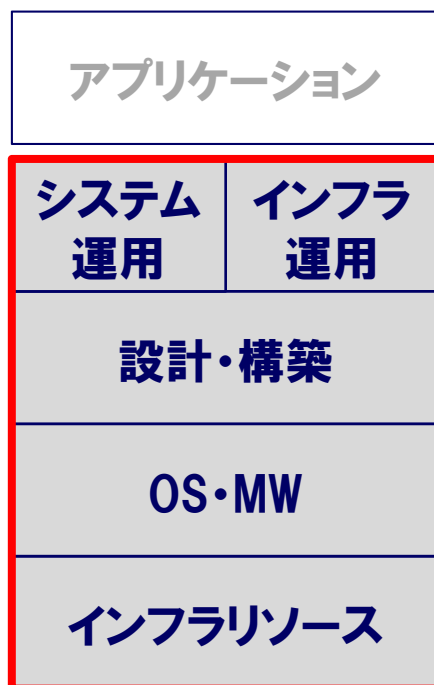 アプリケーション
システム
運用
インフラ
運用
設計・構築
OS・MW
インフラリソース